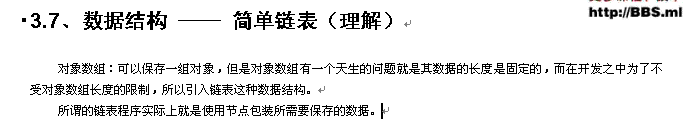 ·3.7、数据结构 —— 简单链表（理解）
http://BBS.ml
对象数组：可以保存一组对象，但是对象数组有一个天生的问题就是其数据的长度是固定的，而在开发之中为了不
受对象数组长度的限制，所以引入链表这种数据结构。
所谓的链表程序实际上就是使用节点包装所需要保存的数据。